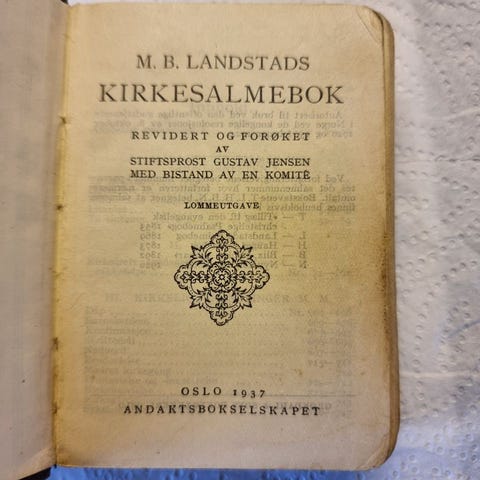 M. B. LANDSTADS
KIRKESALMEBOK
REVIDERT OG FORØKET
AV
STIFTSPROST GUSTAV JENSEN
MED BISTAND AV EN KOMITÉ
LOMMEUTGAVE
OSLO 1937
ANDAKTSBOKSELSKAPET